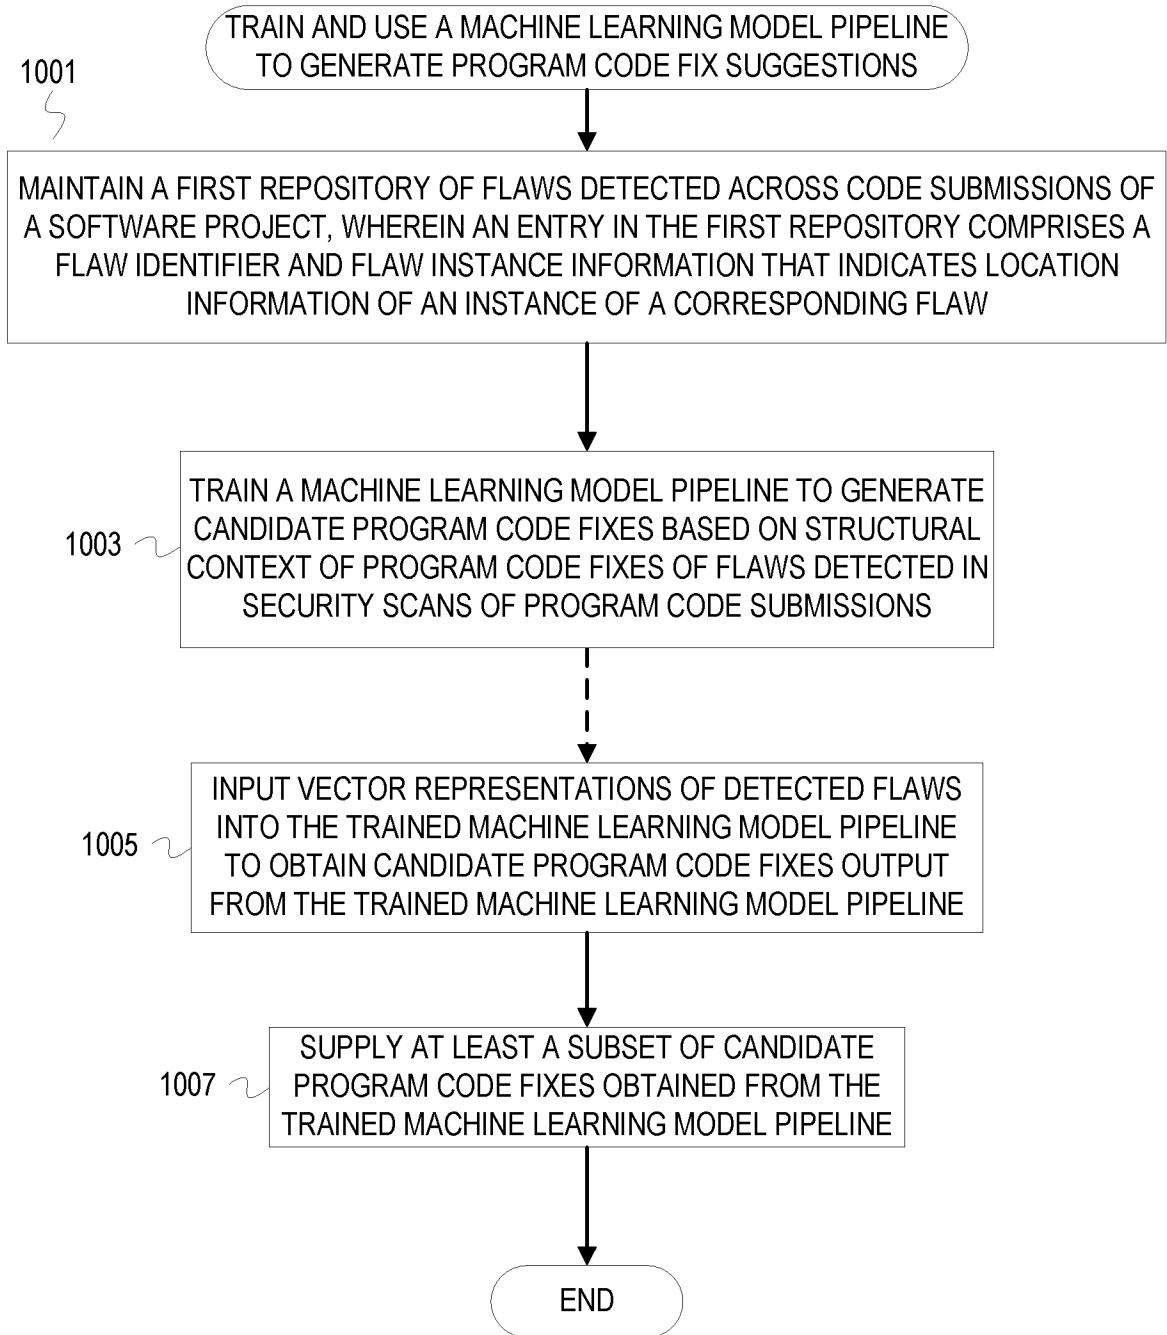 TRAIN AND USE A MACHINE LEARNING MODEL PIPELINE
TO GENERATE PROGRAM CODE FIX SUGGESTIONS
1001
MAINTAIN A FIRST REPOSITORY OF FLAWS DETECTED ACROSS CODE SUBMISSIONS OF
A SOFTWARE PROJECT, WHEREIN AN ENTRY IN THE FIRST REPOSITORY COMPRISES A
FLAW IDENTIFIER AND FLAW INSTANCE INFORMATION THAT INDICATES LOCATION
INFORMATION OF AN INSTANCE OF A CORRESPONDING FLAW
1003
TRAIN A MACHINE LEARNING MODEL PIPELINE TO GENERATE
CANDIDATE PROGRAM CODE FIXES BASED ON STRUCTURAL
CONTEXT OF PROGRAM CODE FIXES OF FLAWS DETECTED IN
SECURITY SCANS OF PROGRAM CODE SUBMISSIONS
1005
INPUT VECTOR REPRESENTATIONS OF DETECTED FLAWS
INTO THE TRAINED MACHINE LEARNING MODEL PIPELINE
TO OBTAIN CANDIDATE PROGRAM CODE FIXES OUTPUT
FROM THE TRAINED MACHINE LEARNING MODEL PIPELINE
1007
SUPPLY AT LEAST A SUBSET OF CANDIDATE
PROGRAM CODE FIXES OBTAINED FROM THE
TRAINED MACHINE LEARNING MODEL PIPELINE
END